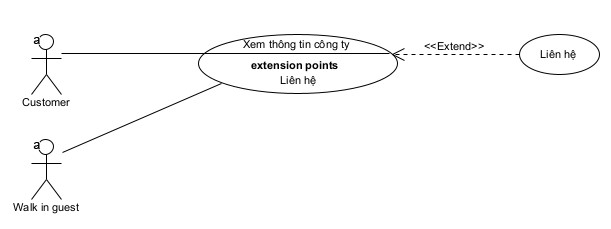 a
Customer
Xem thông tin công ty
extension points
Liên hệ
<<Extend>>
Liên hệ
a
Walk in guest